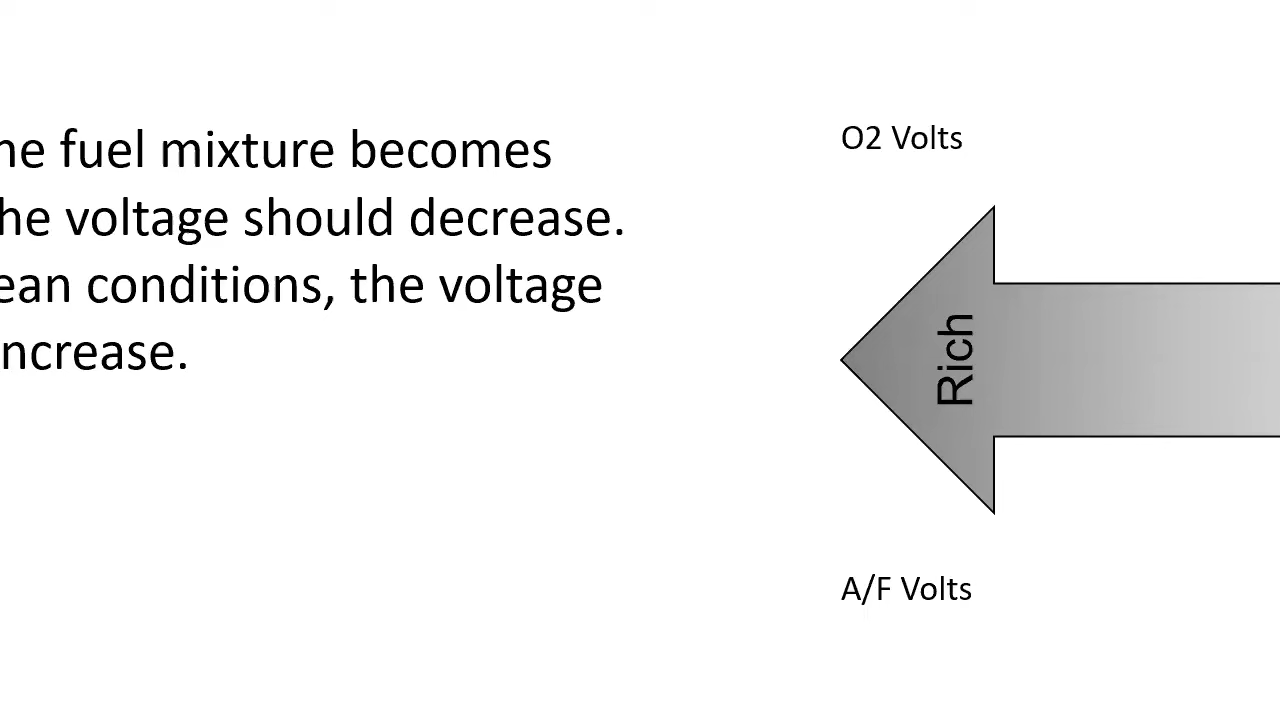 he fuel mixture becomes
he voltage should decrease.
ean conditions, the voltage
ncrease.
O2 Volts
Rich
A/F Volts